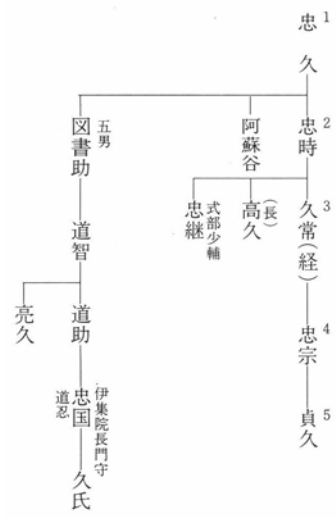 忠久 1
忠時 2
阿蘇谷
五男
図書助
久常(経) 3
(長)
高久
式部少輔
忠継
道智
忠宗 4
道助
亮久
貞久 5
伊集院長門守
忠国
道忍
久氏